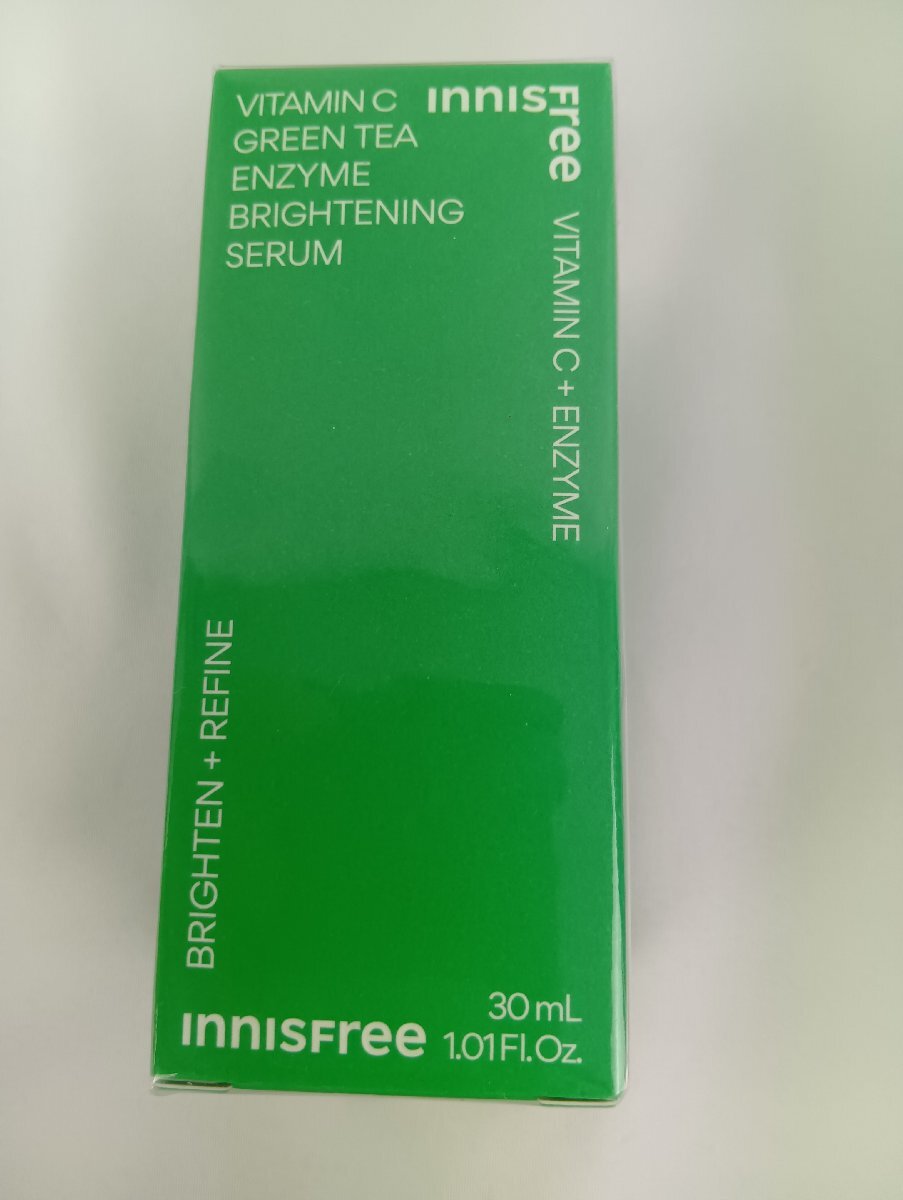 VITAMIN C
GREEN TEA
ENZYME
BRIGHTENING
SERUM
INNISFree
VITAMIN C + ENZYME
BRIGHTEN + REFINE
INNISFree
30 mL
1.01 Fl. Oz.